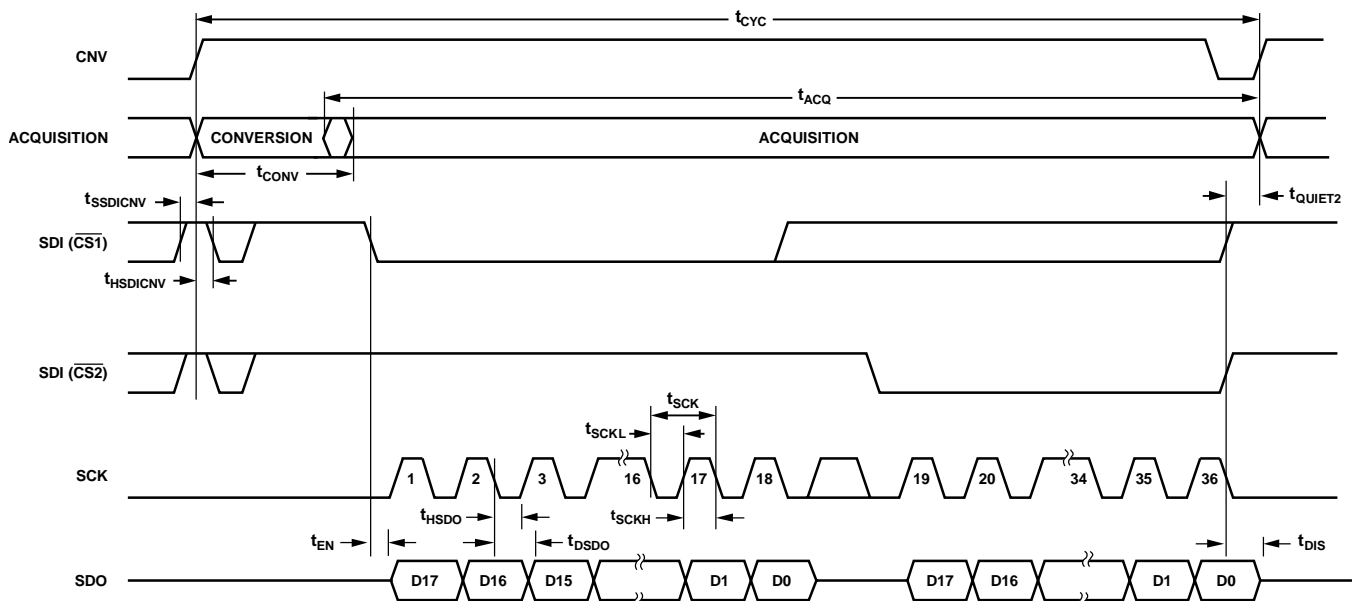 tCYC
CNV
tACQ
ACQUISITION CONVERSION ACQUISITION
tCONV
tSSDICNV
tQUIET2
SDI (CS1)
tHSDICNV
SDI (CS2)
tSCK
tSCKL
SCK 1 2 3 16 17 18 19 20 34 35 36
tHSDO tSCKH
tEN tDSDO tDIS
SDO D17 D16 D15 D1 D0 D17 D16 D1 D0